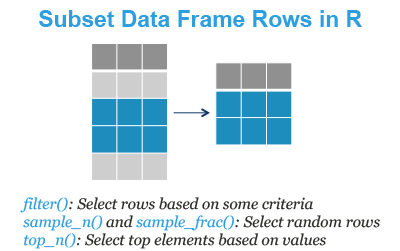 Subset Data Frame Rows in R
filter(): Select rows based on some criteria
sample_n() and sample_frac(): Select random rows
top_n(): Select top elements based on values